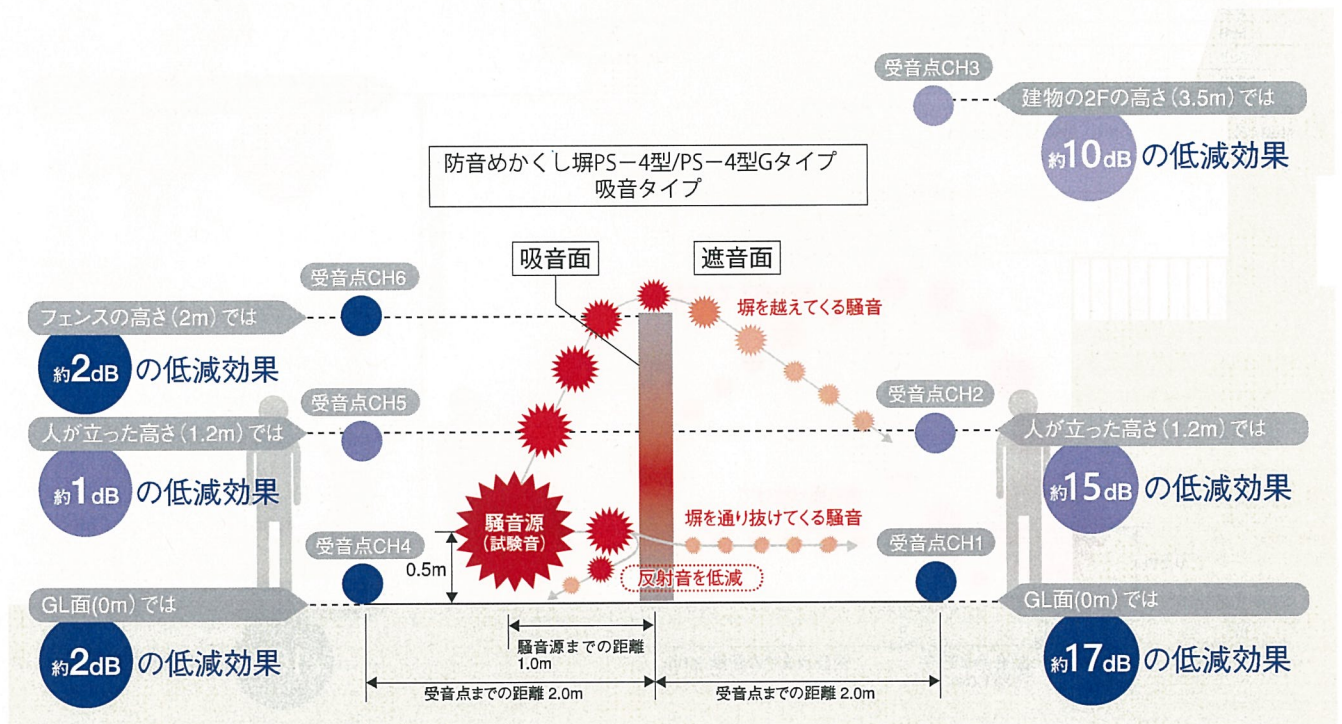 受音点CH3
建物の2Fの高さ(3.5m)では
約10dBの低減効果
防音めかくし塀PS－4型/PS－4型Gタイプ
吸音タイプ
吸音面
遮音面
受音点CH6
フェンスの高さ(2m)では
約2dBの低減効果
塀を越えてくる騒音
受音点CH5
人が立った高さ(1.2m)では
約1dBの低減効果
受音点CH2
人が立った高さ(1.2m)では
約15dBの低減効果
騒音源
(試験音)
塀を通り抜けてくる騒音
受音点CH4
受音点CH1
0.5m
反射音を低減
GL面(0m)では
約2dBの低減効果
GL面(0m)では
約17dBの低減効果
騒音源までの距離
1.0m
受音点までの距離 2.0m
受音点までの距離 2.0m